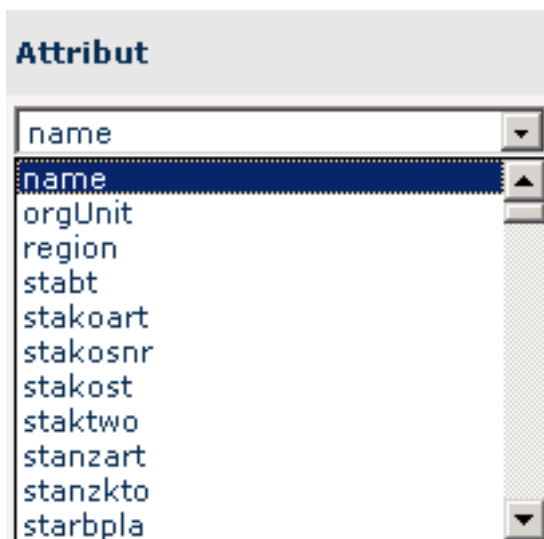 Attribut
name
name
orgUnit
region
stabt
stakoart
stakosnr
stakost
staktwo
stanzart
stanzkto
starbpla